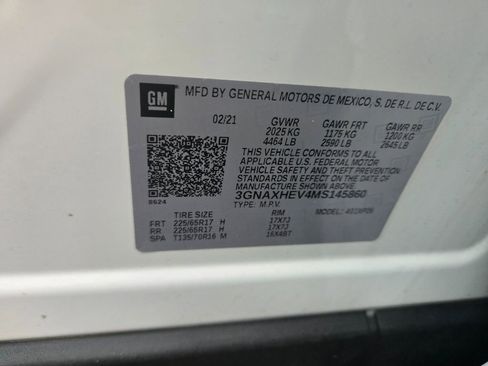 GM
MFD BY GENERAL MOTORS DE MEXICO, S. DE R.L. DE C.V.
02/21 GVWR GAWR FRT GAWR RR
2025 KG 1175 KG 1200 KG
4464 LB 2590 LB 2645 LB
THIS VEHICLE CONFORMS TO ALL
APPLICABLE U.S. FEDERAL MOTOR
VEHICLE SAFETY, BUMPER, AND THEFT
PREVENTION STANDARDS IN EFFECT ON THE DATE OF
MANUFACTURE SHOWN ABOVE.
3GNAXHEV4MS145860
8624 TYPE: M.P.V. MODEL:
TIRE SIZE RIM
FRT 225/65R17 H 17X7J
RR 225/65R17 H 17X7J
SPA T135/70R16 M 16X4BT